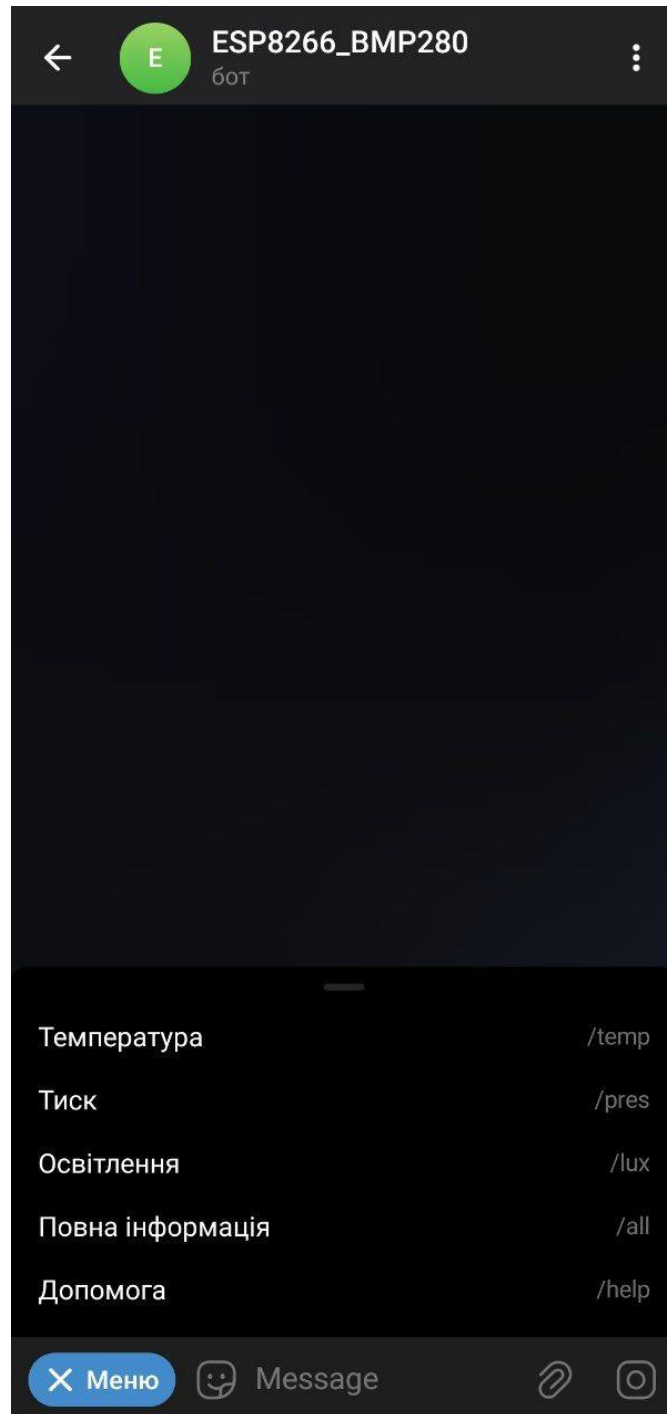 E
ESP8266_BMP280
бот
Температура /temp
Тиск /pres
Освітлення /lux
Повна інформація /all
Допомога /help
Меню Message